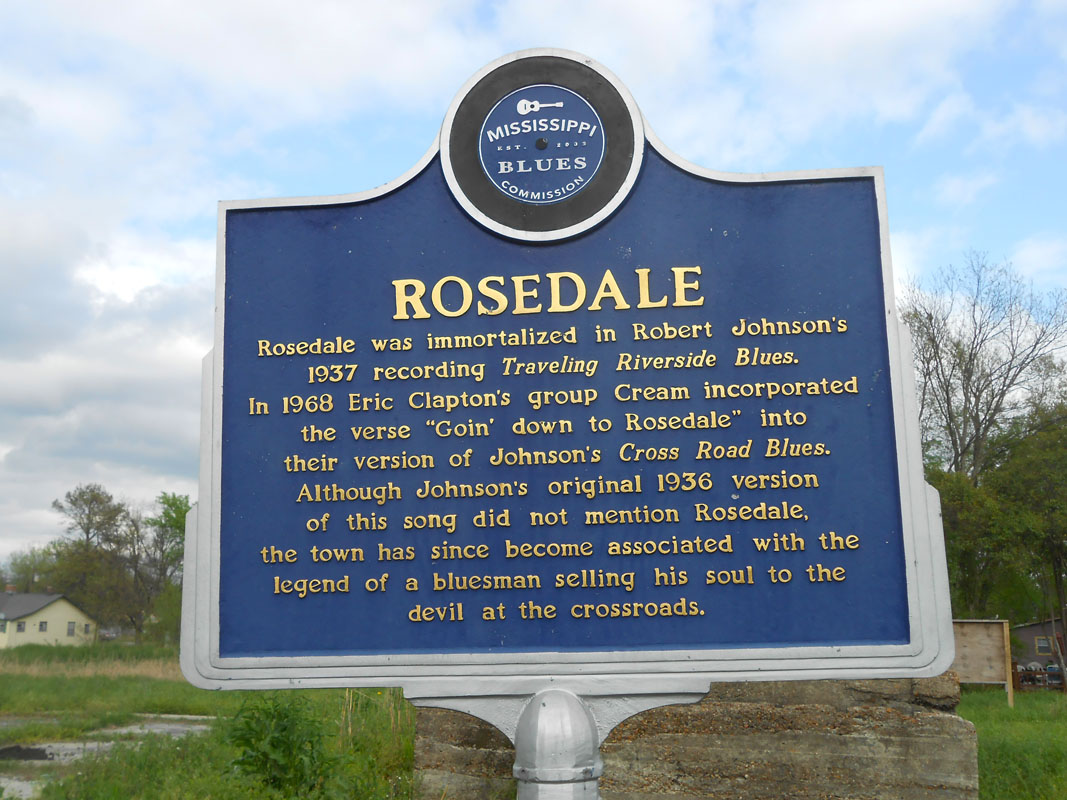 MISSISSIPPI
EST. 2032
BLUES
COMMISSION
ROSEDALE
Rosedale was immortalized in Robert Johnson's
1937 recording Traveling Riverside Blues.
In 1968 Eric Clapton's group Cream incorporated
the verse “Goin' down to Rosedale” into
their version of Johnson's Cross Road Blues.
Although Johnson's original 1936 version
of this song did not mention Rosedale,
the town has since become associated with the
legend of a bluesman selling his soul to the
devil at the crossroads.